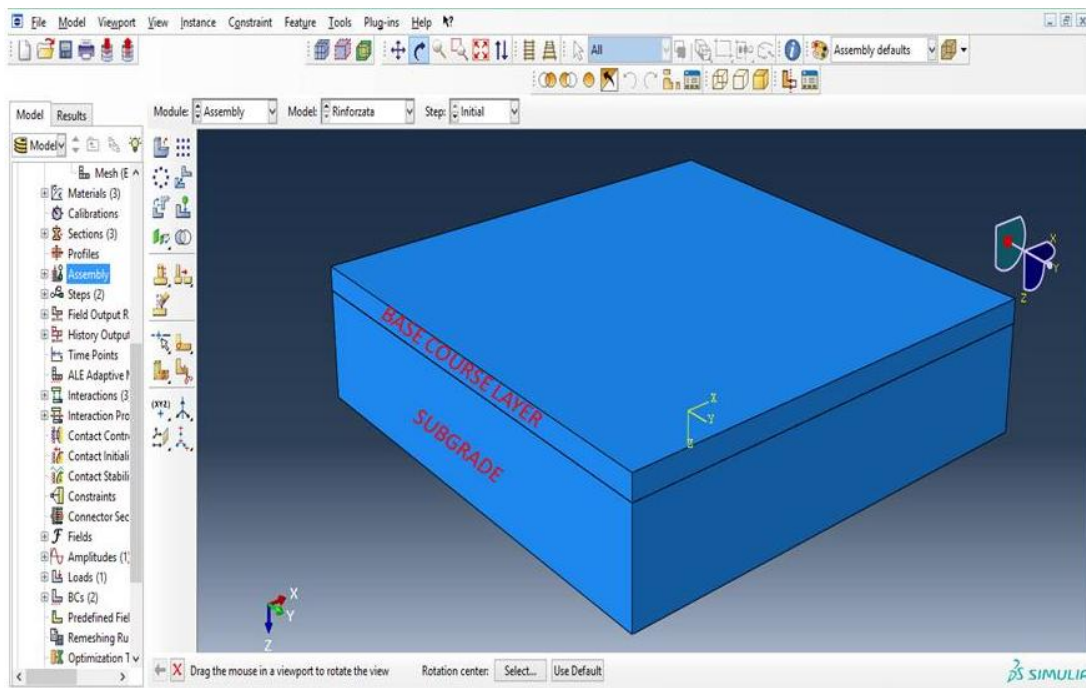 File Model Viewport View Instance Constraint Feature Tools Plug-ins Help
All
Assembly defaults
Model Results
Module: Assembly Model: Rinforzata Step: Initial
Model
Mesh (E
Materials (3)
Calibrations
Sections (3)
Profiles
Assembly
Steps (2)
Field Output R
History Output
Time Points
ALE Adaptive M
Interactions (3
Interaction Pro
Contact Contr
Contact Initiali
Contact Stabili
Constraints
Connector Sec
Fields
Amplitudes (1)
Loads (1)
BCs (2)
Predefined Fiel
Remeshing Ru
Optimization T
(XYZ)
BASE COURSE LAYER
SUBGRADE
X
Y
Z
X
Y
Z
X
Y
Z
Drag the mouse in a viewport to rotate the view Rotation center: Select... Use Default
SIMULIA